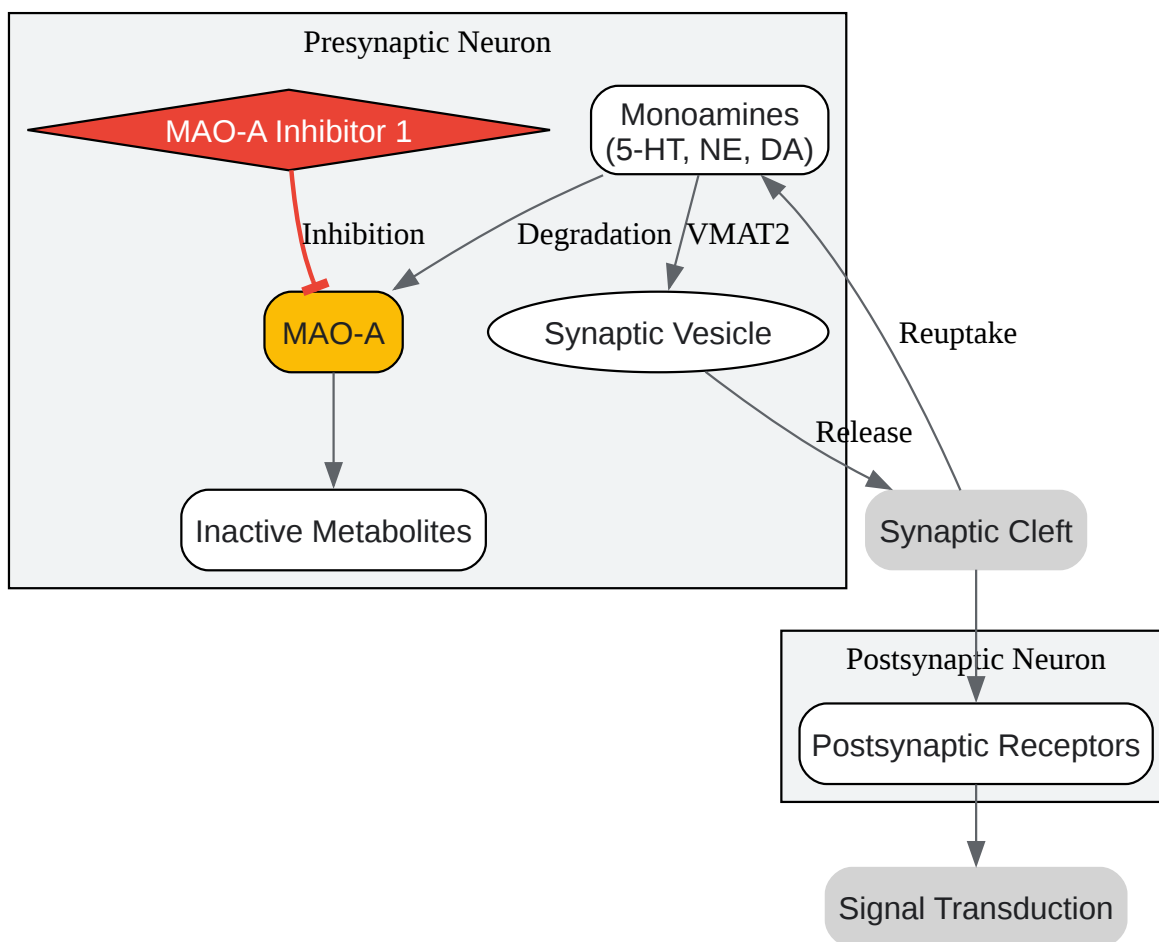 Presynaptic Neuron
MAO-A Inhibitor 1
Monoamines
(5-HT, NE, DA)
Inhibition
Degradation
VMAT2
MAO-A
Synaptic Vesicle
Reuptake
Release
Inactive Metabolites
Synaptic Cleft
Postsynaptic Neuron
Postsynaptic Receptors
Signal Transduction